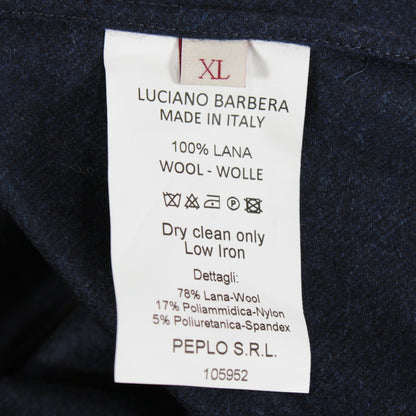 XL
LUCIANO BARBERA
MADE IN ITALY
100% LANA
WOOL - WOLLE
P
Dry clean only
Low Iron
Dettagli:
78% Lana-Wool
17% Poliammidica-Nylon
5% Poliuretanica-Spandex
PEPLO S.R.L.
105952